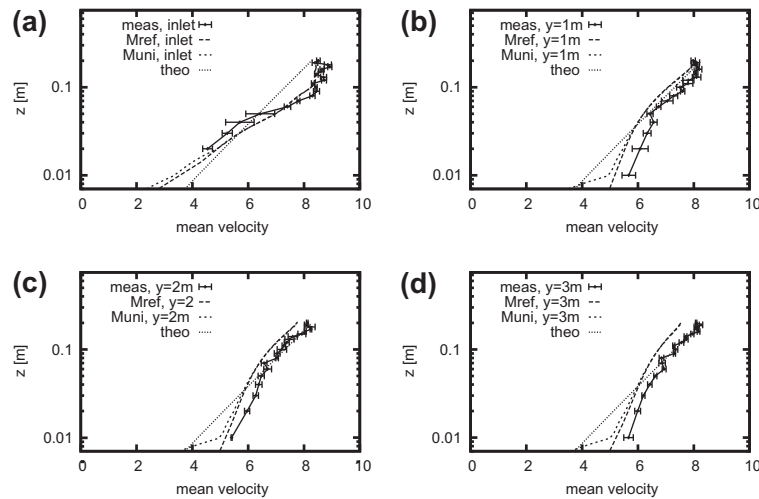 (a)
meas, inlet
Mref, inlet
Muni, inlet
theo
z [m]
0.1
0.01
0 2 4 6 8 10
mean velocity
(b)
meas, y=1m
Mref, y=1m
Muni, y=1m
theo
z [m]
0.1
0.01
0 2 4 6 8 10
mean velocity
(c)
meas, y=2m
Mref, y=2
Muni, y=2m
theo
z [m]
0.1
0.01
0 2 4 6 8 10
mean velocity
(d)
meas, y=3m
Mref, y=3m
Muni, y=3m
theo
z [m]
0.1
0.01
0 2 4 6 8 10
mean velocity